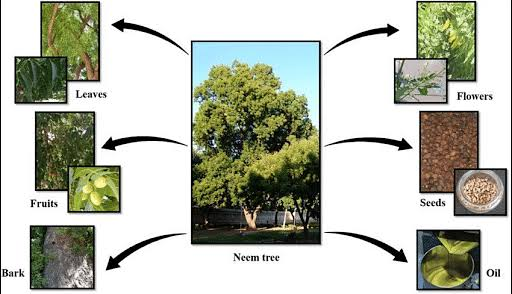 Leaves
Flowers
Fruits
Seeds
Neem tree
Bark
Oil